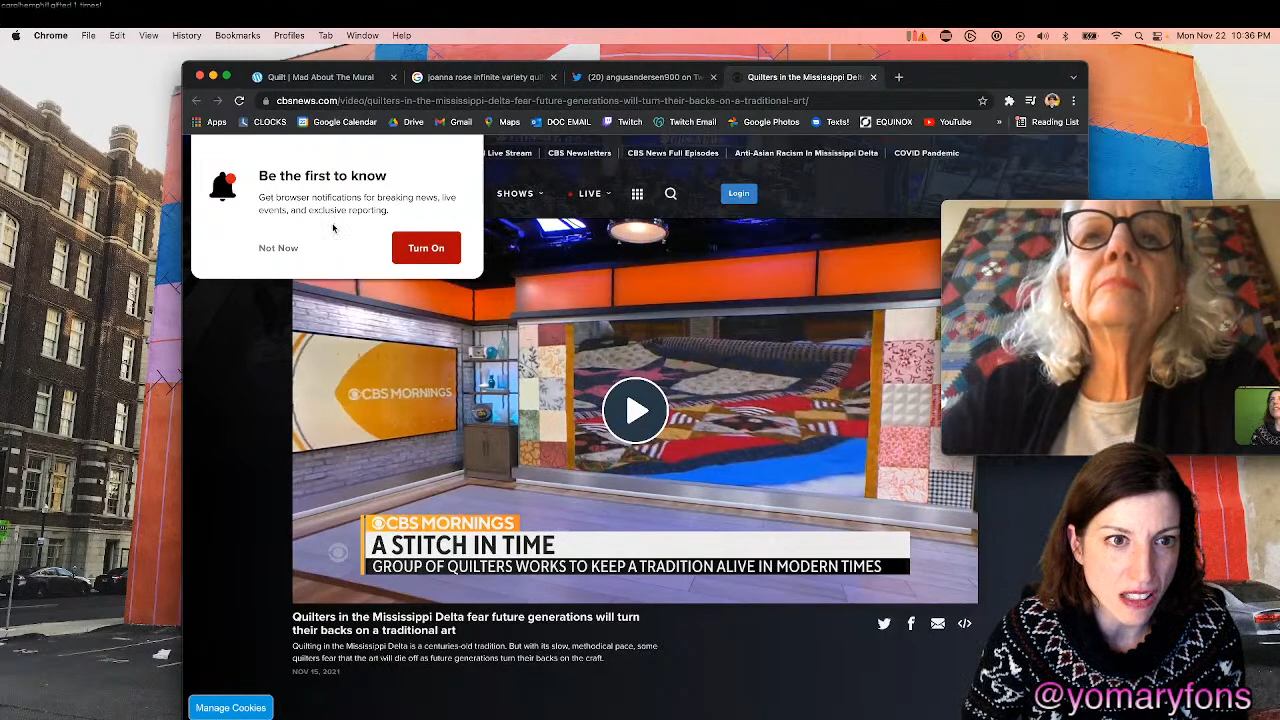 carolhemphill gifted 1 times!
Chrome File Edit View History Bookmarks Profiles Tab Window Help
Mon Nov 22 10:36 PM
Quilt | Mad About The Mural
joanna rose infinite variety qui
(20) angusandersen900 on Tw
Quilters in the Mississippi Delta
cbsnews.com/video/quilters-in-the-mississippi-delta-fear-future-generations-will-turn-their-backs-on-a-traditional-art/
Apps CLOCKS Google Calendar Drive Gmail Maps DOC EMAIL Twitch Twitch Email Google Photos Texts! EQUINOX YouTube » Reading List
Live Stream CBS Newsletters CBS News Full Episodes Anti-Asian Racism In Mississippi Delta COVID Pandemic
Be the first to know
Get browser notifications for breaking news, live
events, and exclusive reporting.
Not Now Turn On
SHOWS LIVE Login
CBS MORNINGS
CBS MORNINGS
A STITCH IN TIME
GROUP OF QUILTERS WORKS TO KEEP A TRADITION ALIVE IN MODERN TIMES
Quilters in the Mississippi Delta fear future generations will turn
their backs on a traditional art
Quilting in the Mississippi Delta is a centuries-old tradition. But with its slow, methodical pace, some
quilters fear that the art will die off as future generations turn their backs on the craft.
NOV 15, 2021
Manage Cookies
@yomaryfons